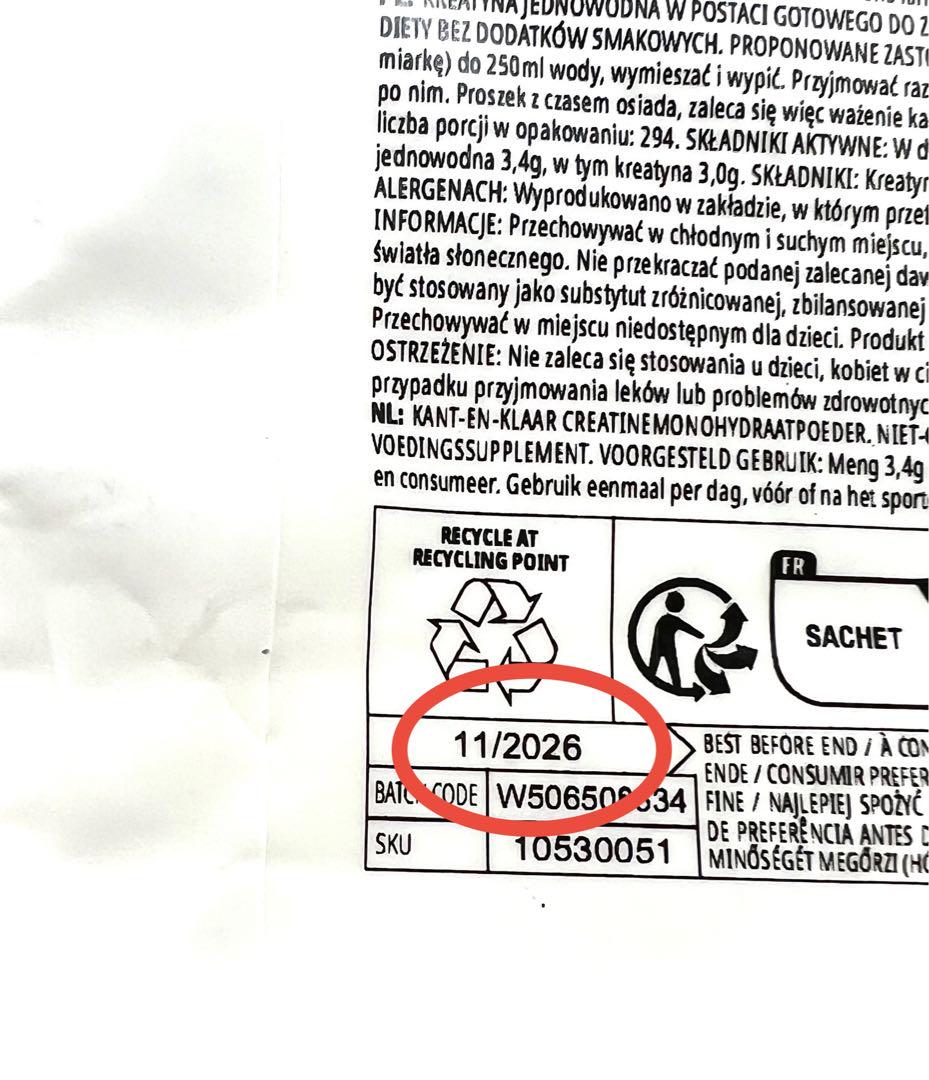 KREATYNA JEDNOWODNA W POSTACI GOTOWEGO DO
DIETY BEZ DODATKÓW SMAKOWYCH. PROPONOWANE
miarkę) do 250ml wody, wymieszać i wypić. Przyjmować raz
po nim. Proszek z czasem osiada, zaleca się więc ważenie
liczba porcji w opakowaniu: 294. SKŁADNIKI AKTYWNE: W
jednowodna 3,4g, w tym kreatyna 3,0g. SKŁADNIKI:
ALERGENACH: Wyprodukowano w zakładzie, w którym
INFORMACJE: Przechowywać w chłodnym i suchym miejscu,
światła słonecznego. Nie przekraczać podanej zalecanej
być stosowany jako substytut zróżnicowanej, zbilansowanej
Przechowywać w miejscu niedostępnym dla dzieci. Produkt
OSTRZEŻENIE: Nie zaleca się stosowania u dzieci, kobiet w
przypadku przyjmowania leków lub problemów
NL: KANT-EN-KLAAR CREATINEMONOHYDRAATPOEDER.
VOEDINGSSUPPLEMENT. VOORGESTELD GEBRUIK: Meng 3,4g
en consumeer. Gebruik eenmaal per dag, vóór of na het
RECYCLE AT
RECYCLING POINT
FR
SACHET
11/2026
BATCH CODE
SKU 10530051
BEST BEFORE END / À
ENDE / CONSUMIR
FINE / NAJLEPIEJ SPOŻYĆ
DE PREFERÊNCIA ANTES
MINŐSÉGÉT MEGŐRZI